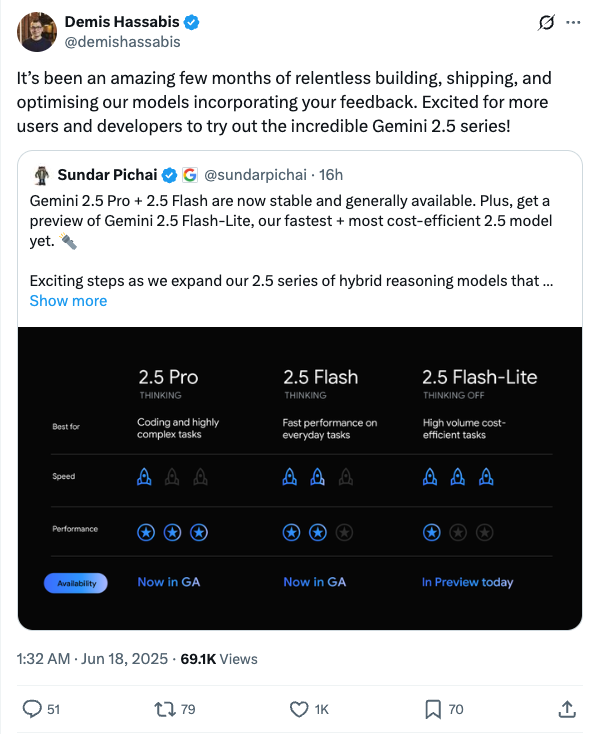 Demis Hassabis
@demishassabis
It’s been an amazing few months of relentless building, shipping, and
optimising our models incorporating your feedback. Excited for more
users and developers to try out the incredible Gemini 2.5 series!
Sundar Pichai @sundarpichai · 16h
Gemini 2.5 Pro + 2.5 Flash are now stable and generally available. Plus, get a
preview of Gemini 2.5 Flash-Lite, our fastest + most cost-efficient 2.5 model
yet. 🔦
Exciting steps as we expand our 2.5 series of hybrid reasoning models that ...
Show more
2.5 Pro 2.5 Flash 2.5 Flash-Lite
THINKING THINKING THINKING OFF
Best for Coding and highly Fast performance on High volume cost-
complex tasks everyday tasks efficient tasks
Speed
Performance
Availability Now in GA Now in GA In Preview today
1:32 AM · Jun 18, 2025 · 69.1K Views
51 79 1K 70